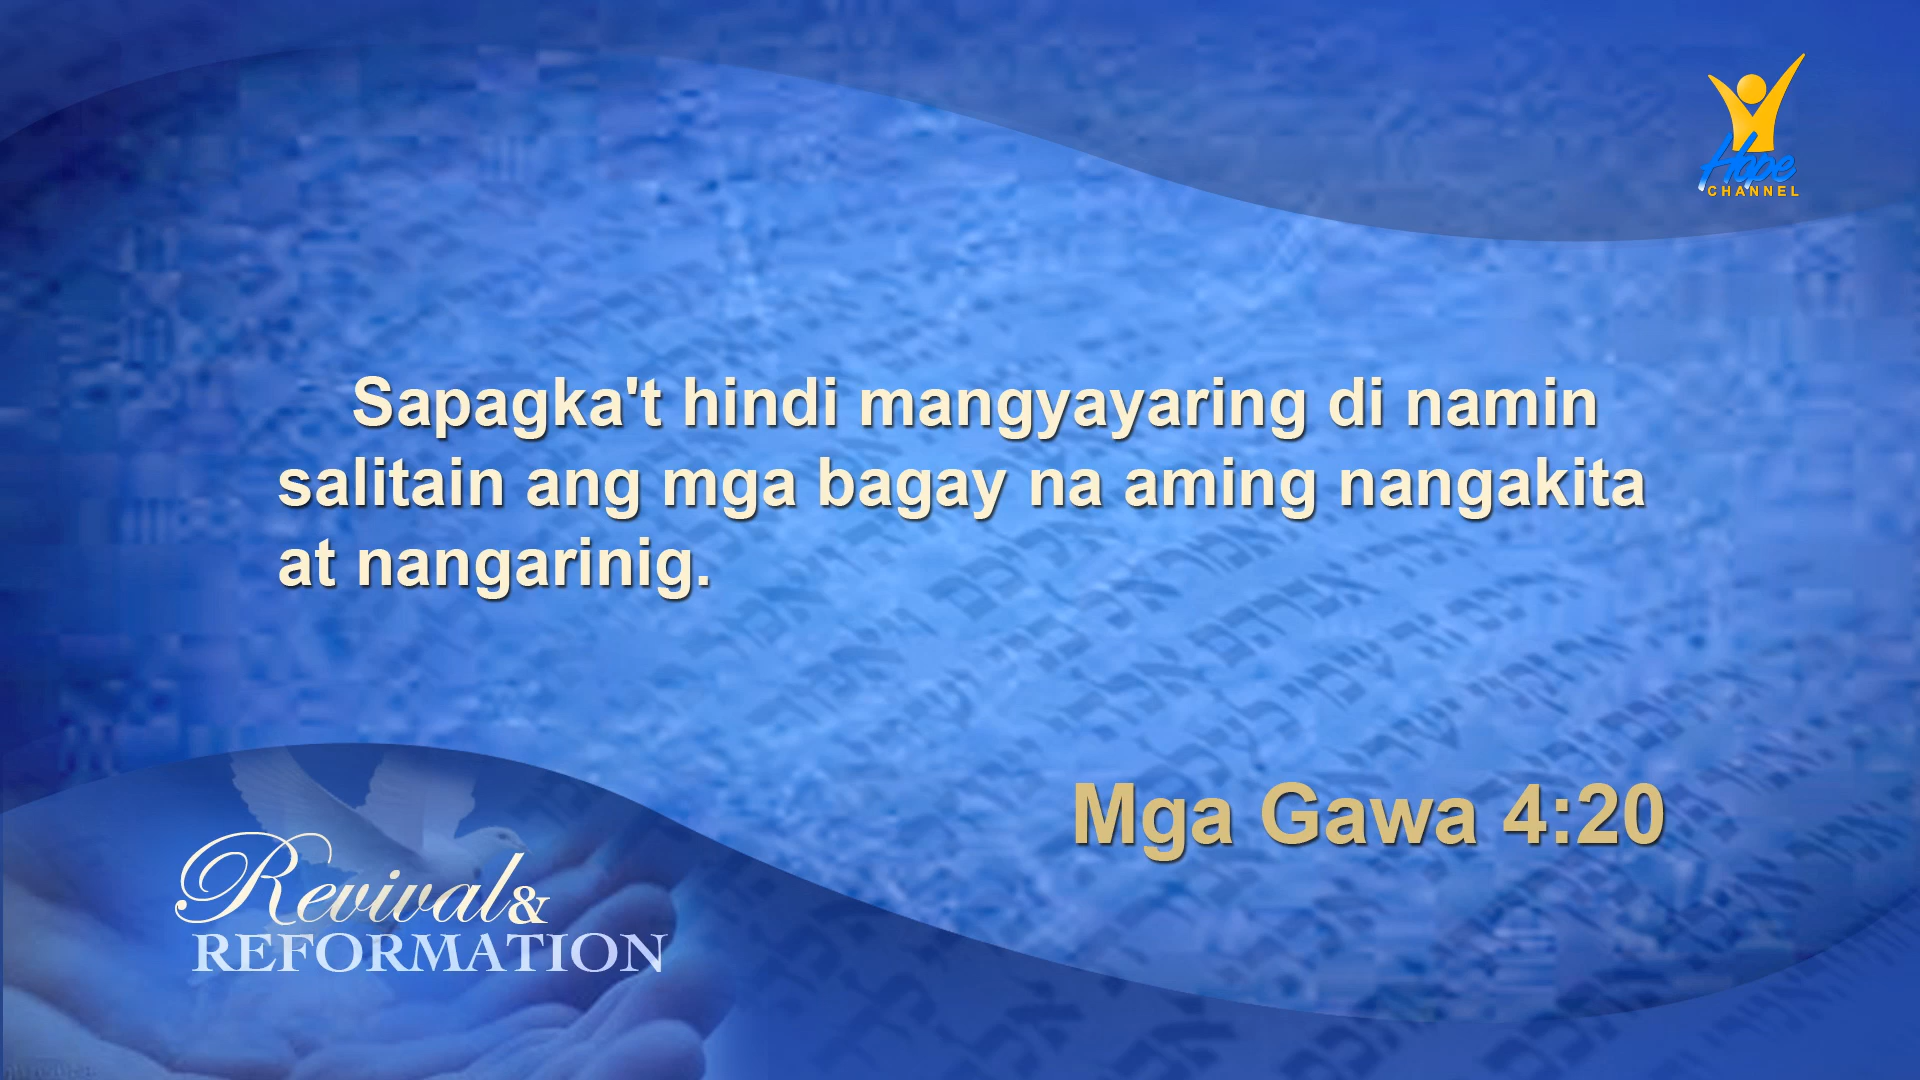 Hope
CHANNEL
Sapagka't hindi mangyayaring di namin
salitain ang mga bagay na aming nangakita
at nangarinig.
Mga Gawa 4:20
Revival &
REFORMATION